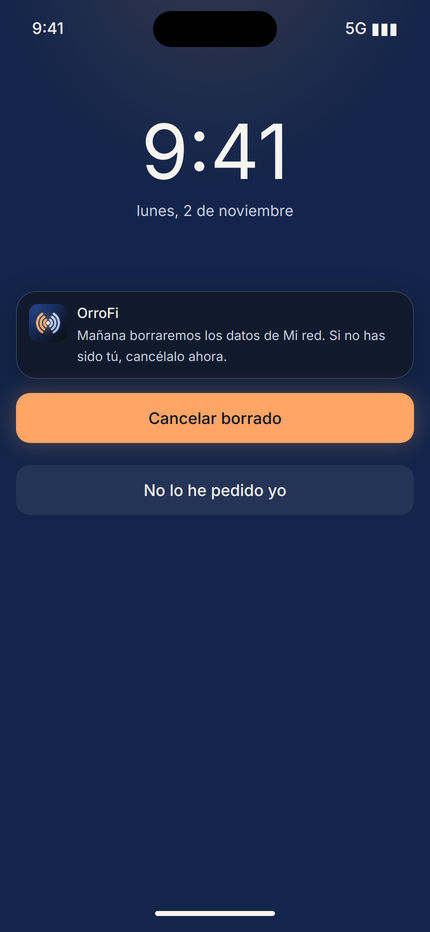 9:41
5G
9:41
lunes, 2 de noviembre
OrroFi
Mañana borraremos los datos de Mi red. Si no has
sido tú, cancélalo ahora.
Cancelar borrado
No lo he pedido yo